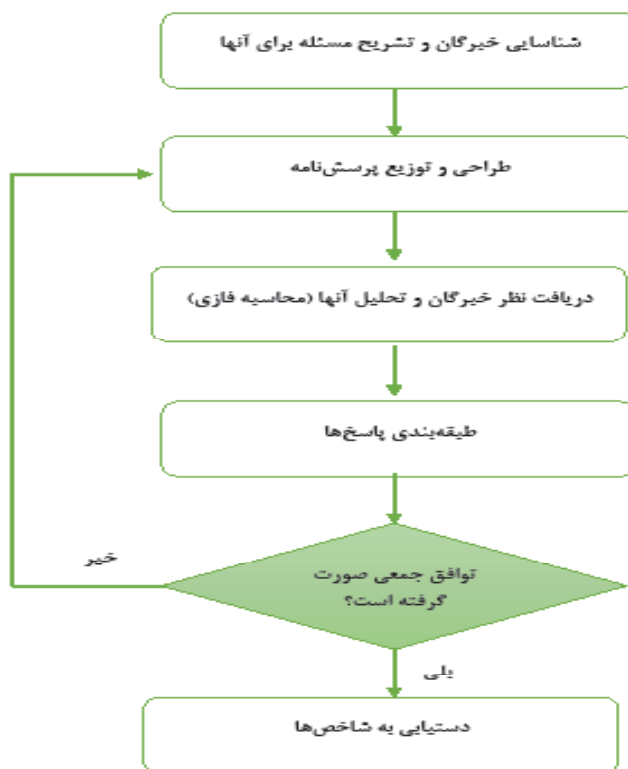 شناسایی خبرگان و تشریح مسئله برای آنها
طراحی و توزیع پرسش‌نامه
دریافت نظر خبرگان و تحلیل آنها (محاسبه فازی)
طبقه‌بندی پاسخ‌ها
توافق جمعی صورت
گرفته است؟
خیر
بلی
دستیابی به شاخص‌ها